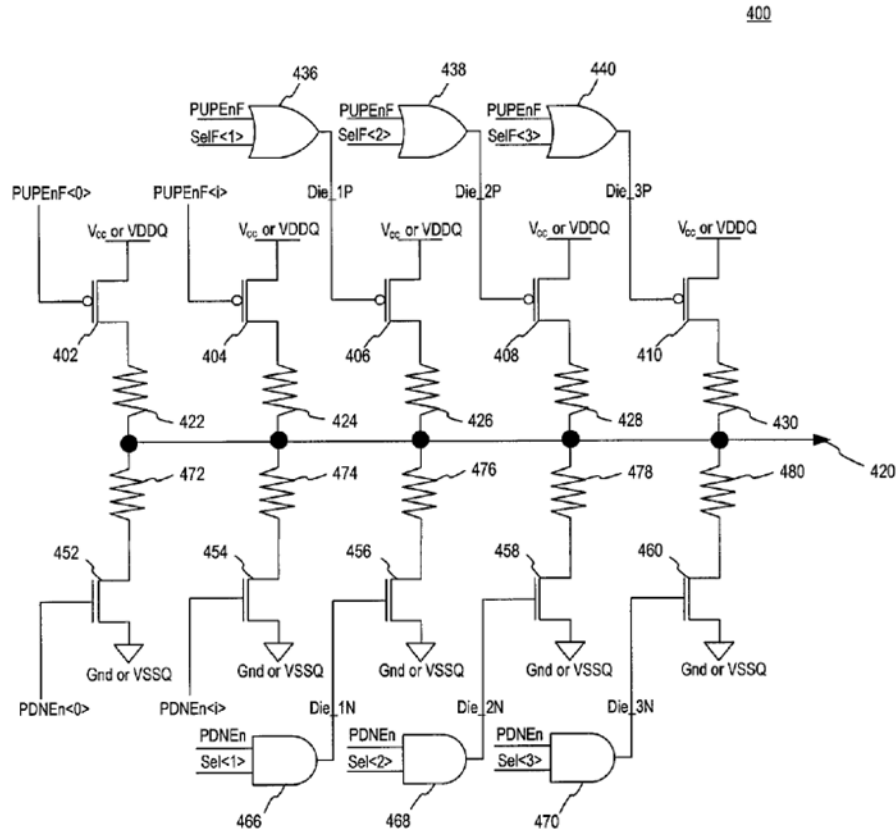 400
436
438
440
PUPEnF
SelF<1>
PUPEnF
SelF<2>
PUPEnF
SelF<3>
PUPEnF<0>
PUPEnF<i>
Die_1P
Die_2P
Die_3P
Vcc or VDDQ
Vcc or VDDQ
Vcc or VDDQ
Vcc or VDDQ
Vcc or VDDQ
402
404
406
408
410
422
424
426
428
430
472
474
476
478
480
420
452
454
456
458
460
Gnd or VSSQ
Gnd or VSSQ
Gnd or VSSQ
Gnd or VSSQ
Gnd or VSSQ
PDNEn<0>
PDNEn<i>
Die_1N
Die_2N
Die_3N
PDNEn
Sel<1>
PDNEn
Sel<2>
PDNEn
Sel<3>
466
468
470